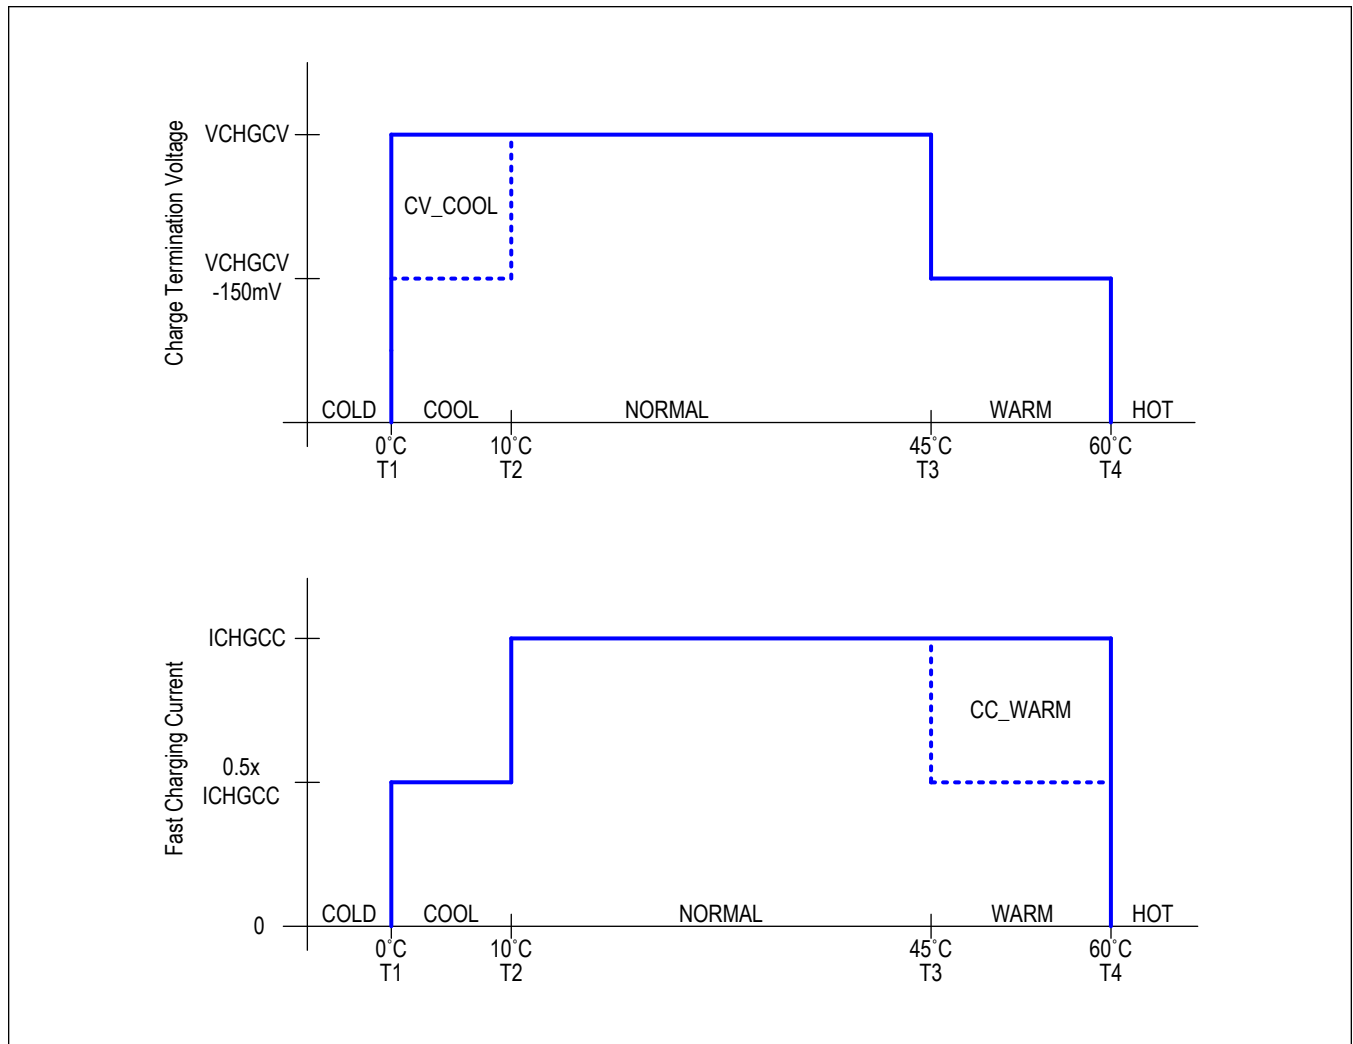 Charge Termination Voltage
VCHGCV
CV_COOL
VCHGCV
-150mV
COLD COOL NORMAL WARM HOT
0˚C 10˚C 45˚C 60˚C
T1 T2 T3 T4
Fast Charging Current
ICHGCC
CC_WARM
0.5x
ICHGCC
COLD COOL NORMAL WARM HOT
0
0˚C 10˚C 45˚C 60˚C
T1 T2 T3 T4